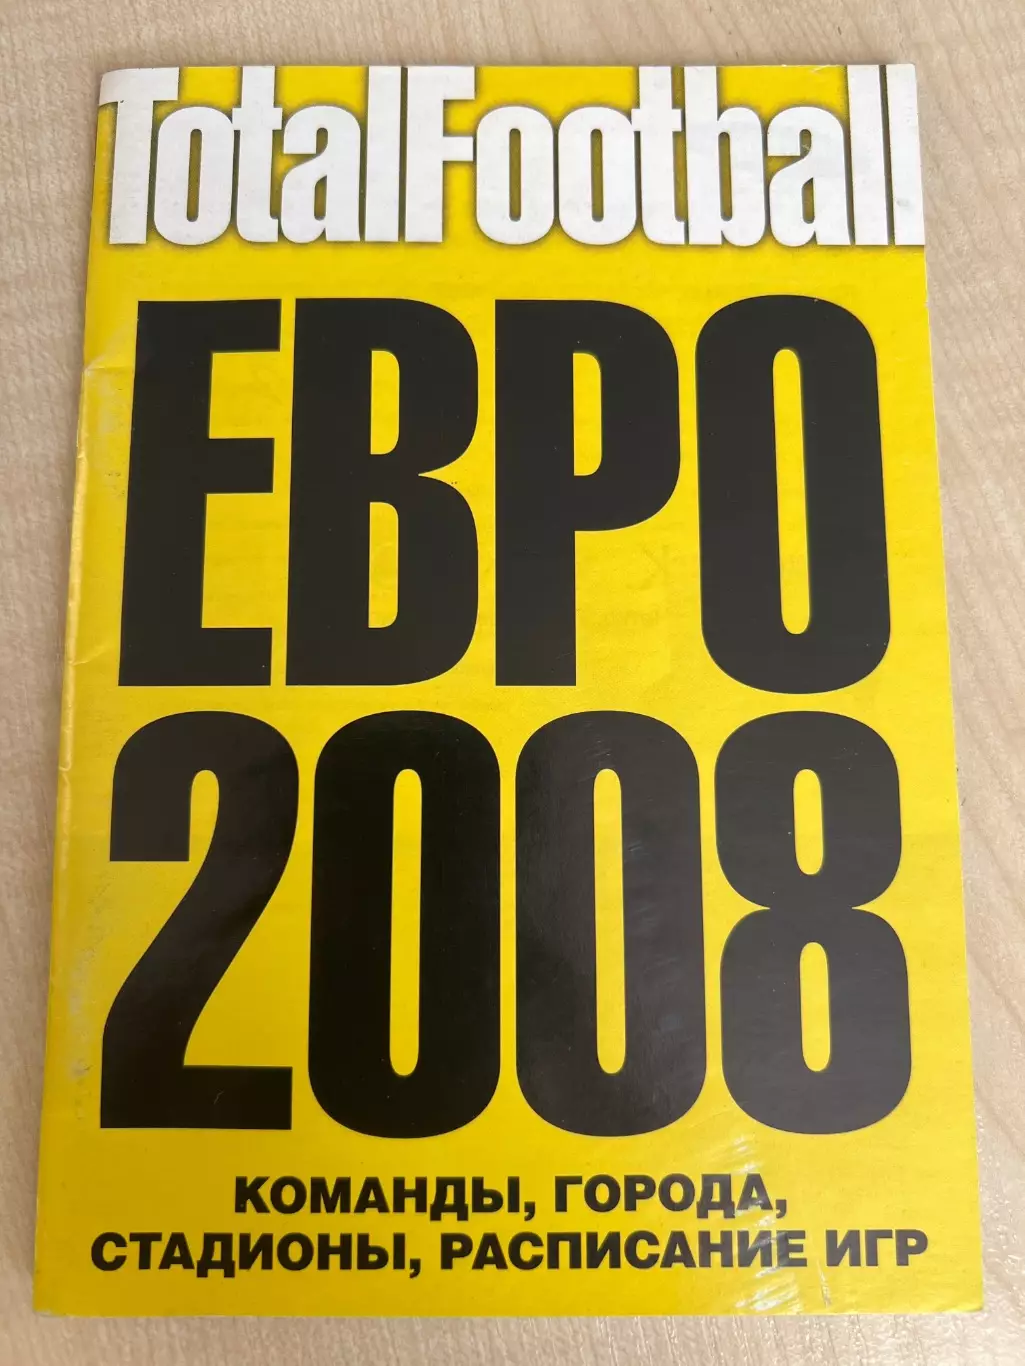 TotalFootball
ЕВРО
2008
КОМАНДЫ, ГОРОДА,
СТАДИОНЫ, РАСПИСАНИЕ ИГР